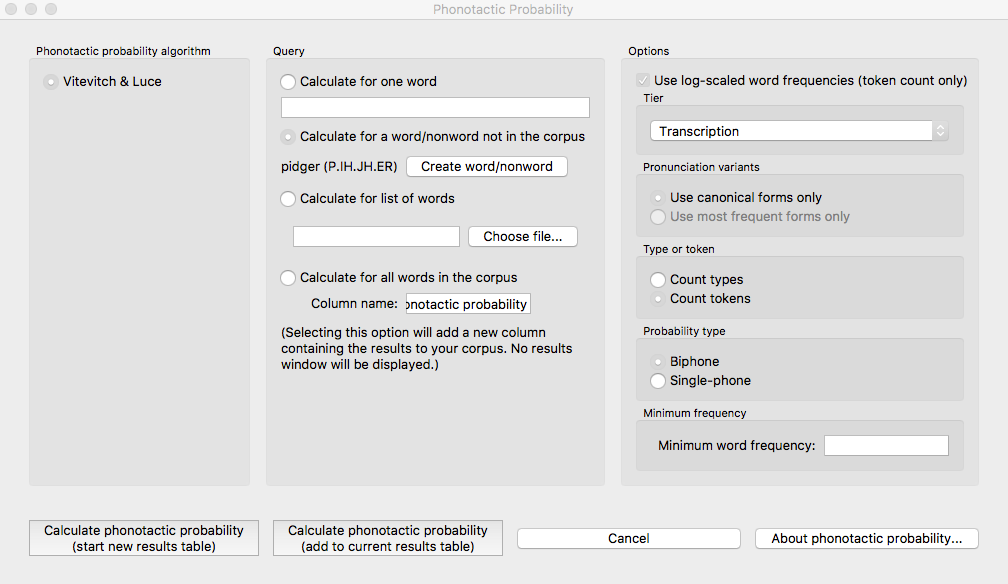 Phonotactic Probability
Phonotactic probability algorithm
Vitevitch & Luce
Query
Calculate for one word
Calculate for a word/nonword not in the corpus
pidger (P.IH.JH.ER) Create word/nonword
Calculate for list of words
Choose file...
Calculate for all words in the corpus
Column name: onotactic probability
(Selecting this option will add a new column
containing the results to your corpus. No results
window will be displayed.)
Options
Use log-scaled word frequencies (token count only)
Tier
Transcription
Pronunciation variants
Use canonical forms only
Use most frequent forms only
Type or token
Count types
Count tokens
Probability type
Biphone
Single-phone
Minimum frequency
Minimum word frequency:
Calculate phonotactic probability
(start new results table)
Calculate phonotactic probability
(add to current results table)
Cancel
About phonotactic probability...